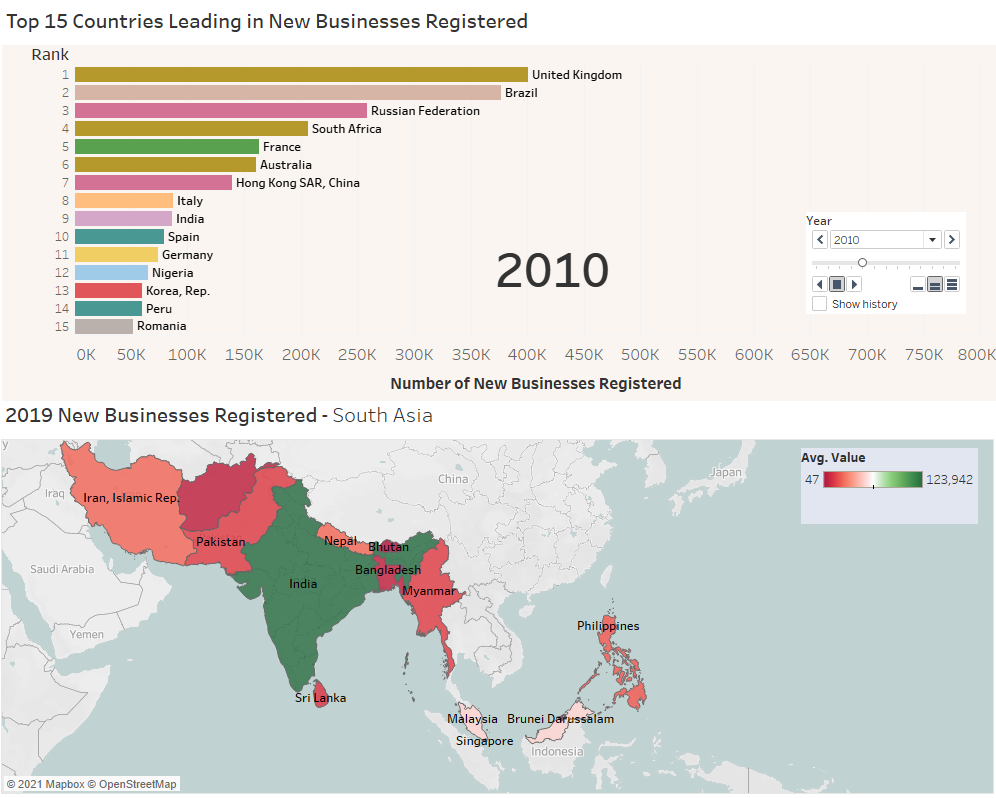 Top 15 Countries Leading in New Businesses Registered
Rank
1 United Kingdom
2 Brazil
3 Russian Federation
4 South Africa
5 France
6 Australia
7 Hong Kong SAR, China
8 Italy
9 India
10 Spain
11 Germany
12 Nigeria
13 Korea, Rep.
14 Peru
15 Romania
2010
Year
2010
Show history
0K 50K 100K 150K 200K 250K 300K 350K 400K 450K 500K 550K 600K 650K 700K 750K 800K
Number of New Businesses Registered
2019 New Businesses Registered - South Asia
Avg. Value
47 123,942
Japan
China
Iraq
Iran, Islamic Rep.
Pakistan
Nepal
Bhutan
Saudi Arabia
Bangladesh
India
Myanmar
Philippines
Yemen
Sri Lanka
Malaysia
Brunei Darussalam
Singapore
Indonesia
© 2021 Mapbox © OpenStreetMap